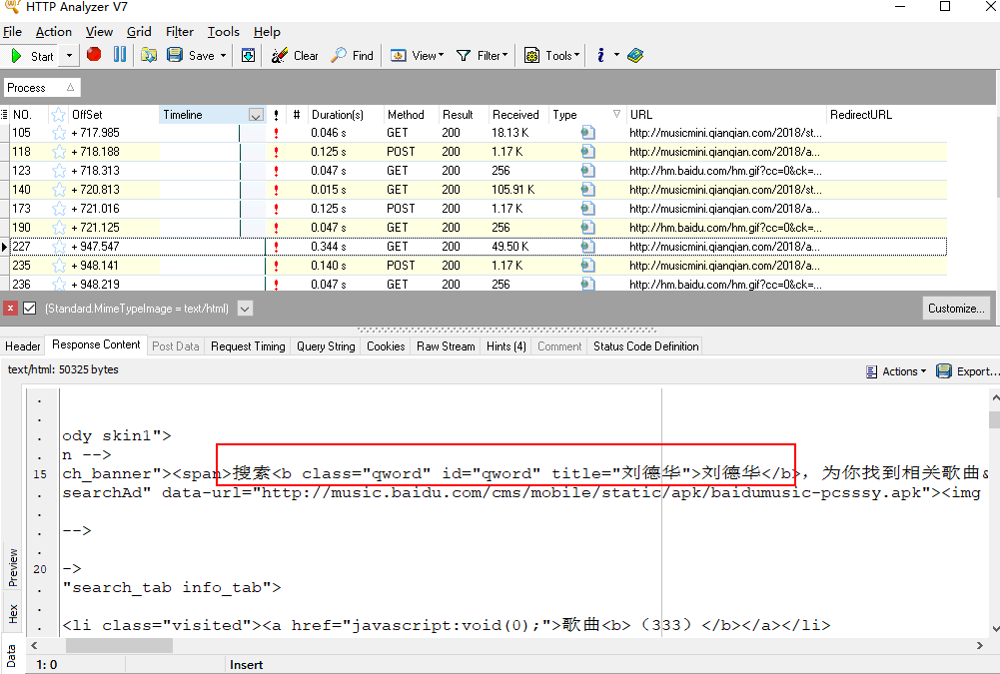 HTTP Analyzer V7
File Action View Grid Filter Tools Help
Start Save Clear Find View Filter Tools
Process
NO. OffSet Timeline ! # Duration(s) Method Result Received Type URL RedirectURL
105 + 717.985 ! 0.046 s GET 200 18.13 K http://musicmini.qianqian.com/2018/st...
118 + 718.188 ! 0.125 s POST 200 1.17 K http://musicmini.qianqian.com/2018/a...
123 + 718.313 ! 0.047 s GET 200 256 http://hm.baidu.com/hm.gif?cc=0&ck=...
140 + 720.813 ! 0.015 s GET 200 105.91 K http://musicmini.qianqian.com/2018/st...
173 + 721.016 ! 0.125 s POST 200 1.17 K http://musicmini.qianqian.com/2018/a...
190 + 721.125 ! 0.047 s GET 200 256 http://hm.baidu.com/hm.gif?cc=0&ck=...
227 + 947.547 ! 0.344 s GET 200 49.50 K http://musicmini.qianqian.com/2018/a...
235 + 948.141 ! 0.140 s POST 200 1.17 K http://musicmini.qianqian.com/2018/a...
236 + 948.219 ! 0.047 s GET 200 256 http://hm.baidu.com/hm.gif?cc=0&ck=...
(Standard.MimeTypeImage = text/html) Customize...
Header Response Content Post Data Request Timing Query String Cookies Raw Stream Hints (4) Comment Status Code Definition
text/html: 50325 bytes Actions Export...
ody skin1">
n -->
15 ch_banner"><span>搜索<b class="qword" id="qword" title="刘德华">刘德华</b>，为你找到相关歌曲&
searchAd" data-url="http://music.baidu.com/cms/mobile/static/apk/baidumusic-pcsssy.apk"><img
-->
20 ->
"search_tab info_tab">
<li class="visited"><a href="javascript:void(0);">歌曲<b>（333）</b></a></li>
Preview
Hex
Data
1: 0 Insert